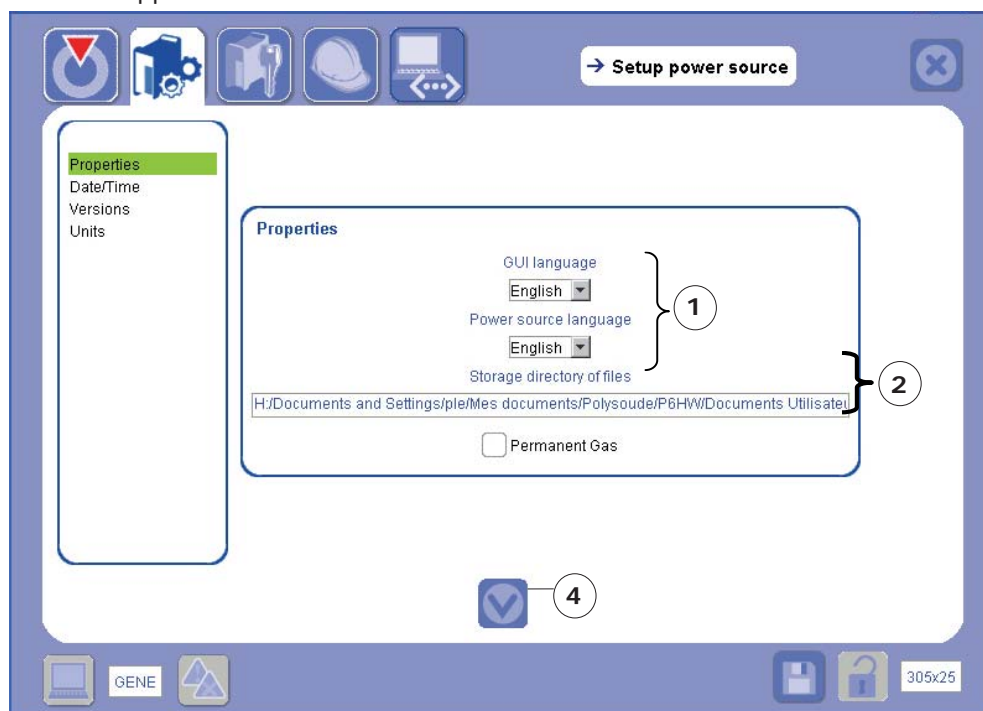 → Setup power source
Properties
Date/Time
Versions
Units
Properties
GUI language
English
1
Power source language
English
Storage directory of files
2
H:/Documents and Settings/ple/Mes documents/Polysoude/P6HW/Documents Utilisateu
Permanent Gas
4
GENE
305x25